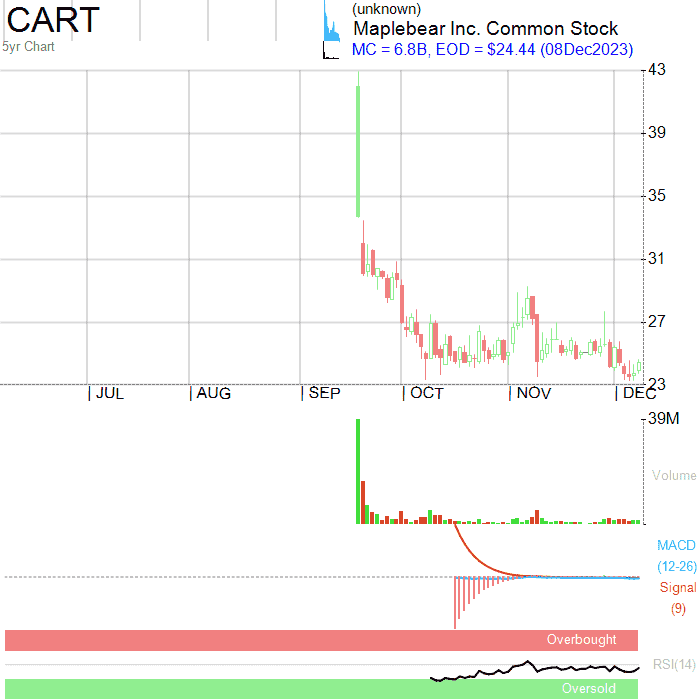 CART
5yr Chart
(unknown)
Maplebear Inc. Common Stock
MC = 6.8B, EOD = $24.44 (08Dec2023)
43
39
35
31
27
23
JUL AUG SEP OCT NOV DEC
39M
Volume
MACD
(12-26)
Signal
(9)
Overbought
RSI(14)
Oversold